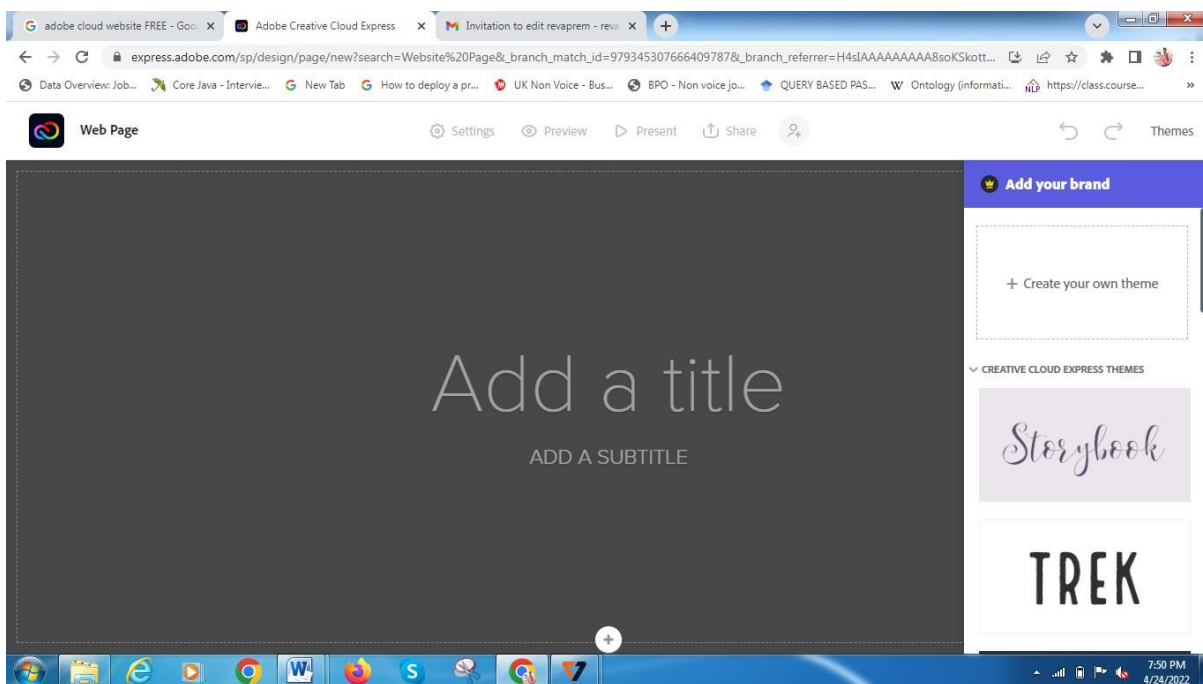 adobe cloud website FREE - Goo
Adobe Creative Cloud Express
Invitation to edit revaprem - reva
express.adobe.com/sp/design/page/new?search=Website%20Page&_branch_match_id=979345307666409787&_branch_referrer=H4sIAAAAAAAAA8soKSkott...
Data Overview: Job... Core Java - Intervie... New Tab How to deploy a pr... UK Non Voice - Bus... BPO - Non voice jo... QUERY BASED PAS... Ontology (informati... https://class.course... »
Web Page Settings Preview Present Share Themes
Add your brand
+ Create your own theme
CREATIVE CLOUD EXPRESS THEMES
Add a title
ADD A SUBTITLE
Storybook
TREK
7:50 PM
4/24/2022